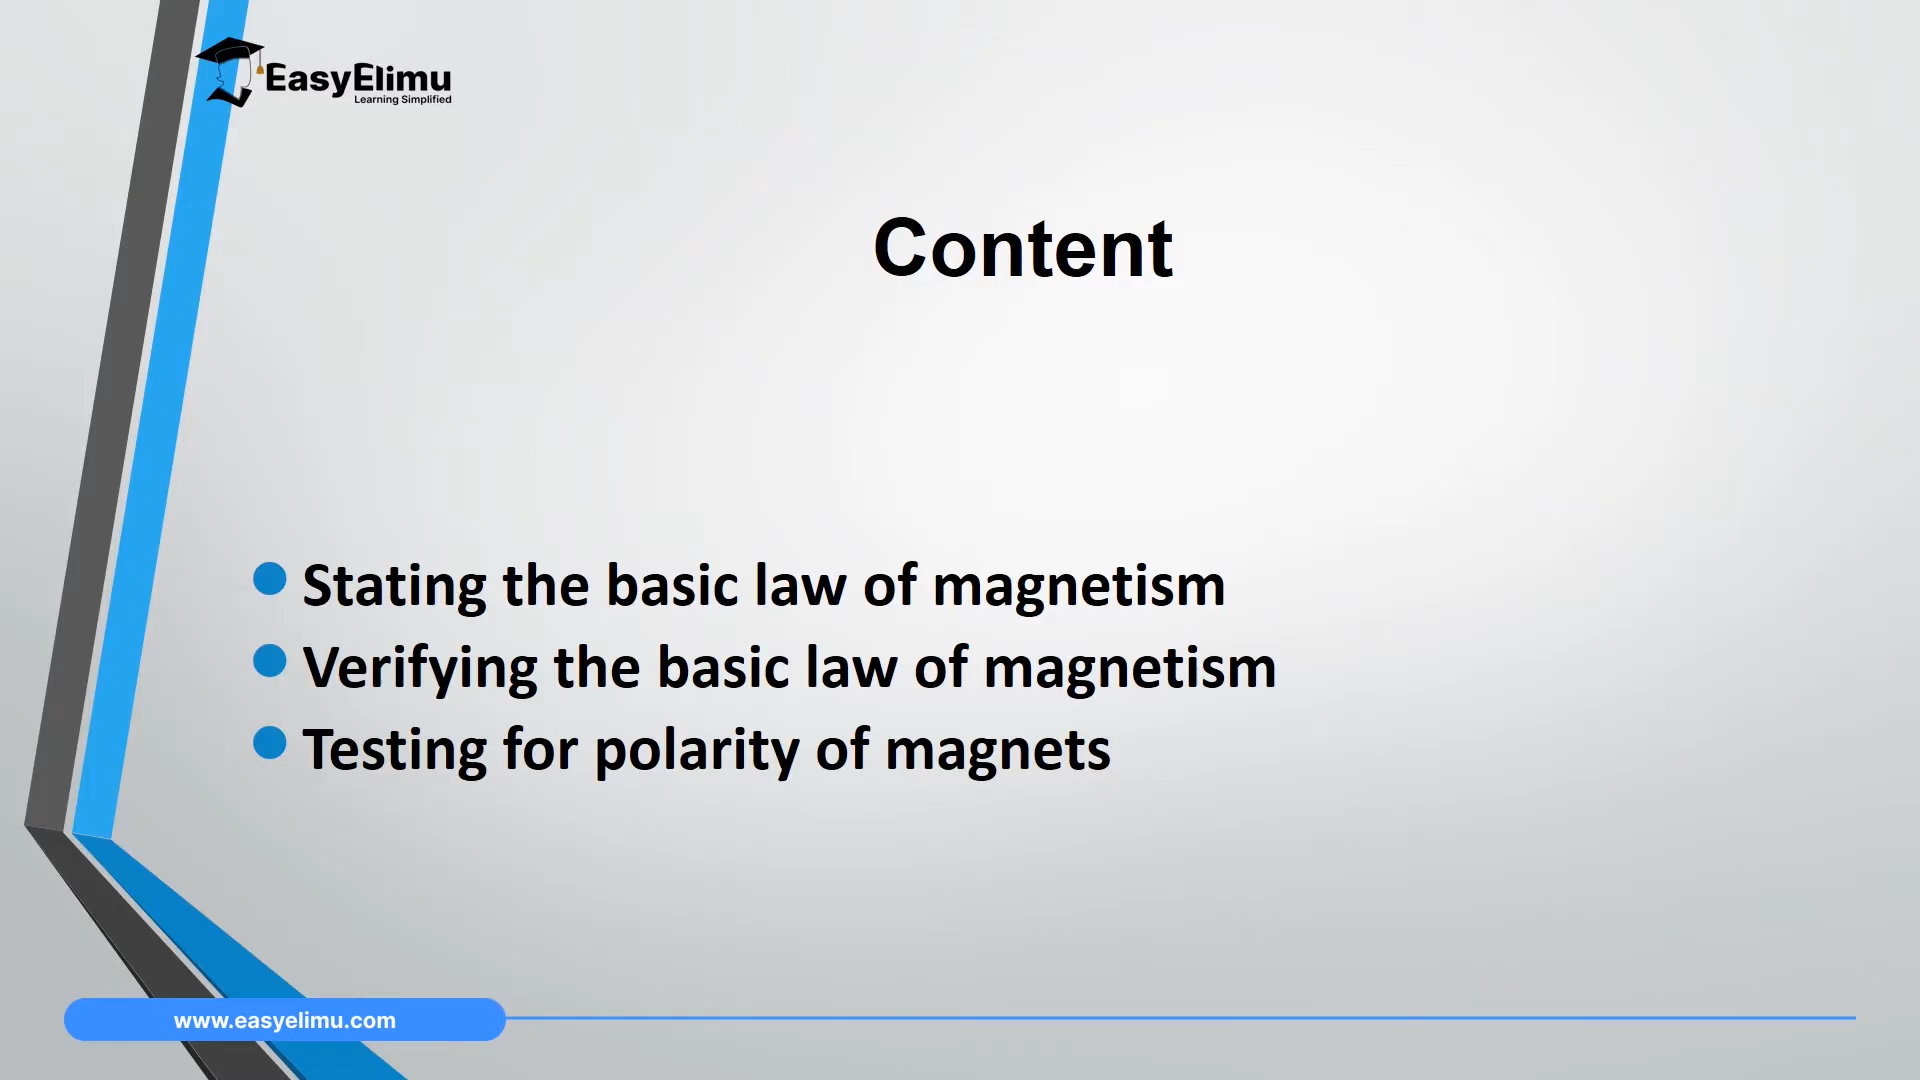 EasyElimu
Learning Simplified
Content
Stating the basic law of magnetism
Verifying the basic law of magnetism
Testing for polarity of magnets
www.easyelimu.com